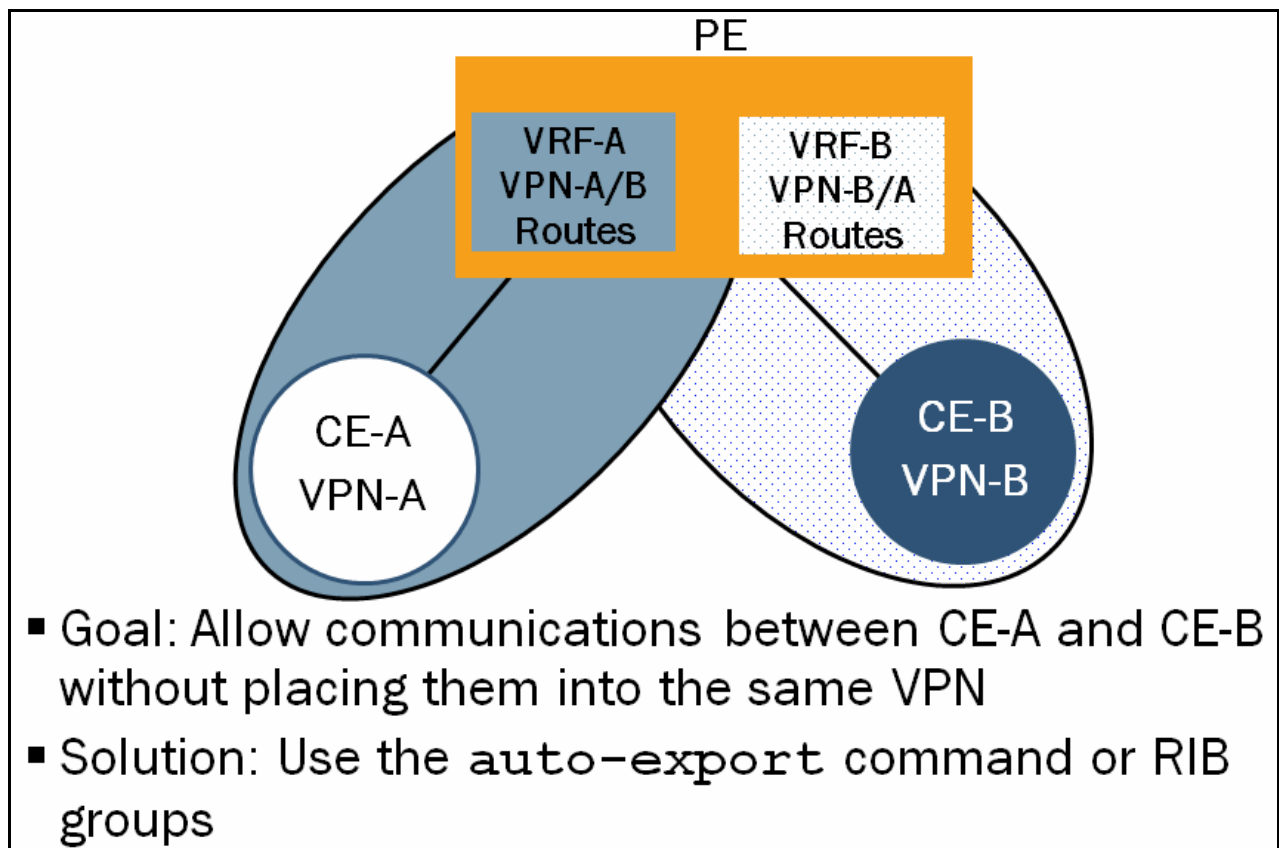 PE
VRF-A
VPN-A/B
Routes
VRF-B
VPN-B/A
Routes
CE-A
VPN-A
CE-B
VPN-B
▪ Goal: Allow communications between CE-A and CE-B
without placing them into the same VPN
▪ Solution: Use the auto-export command or RIB
groups